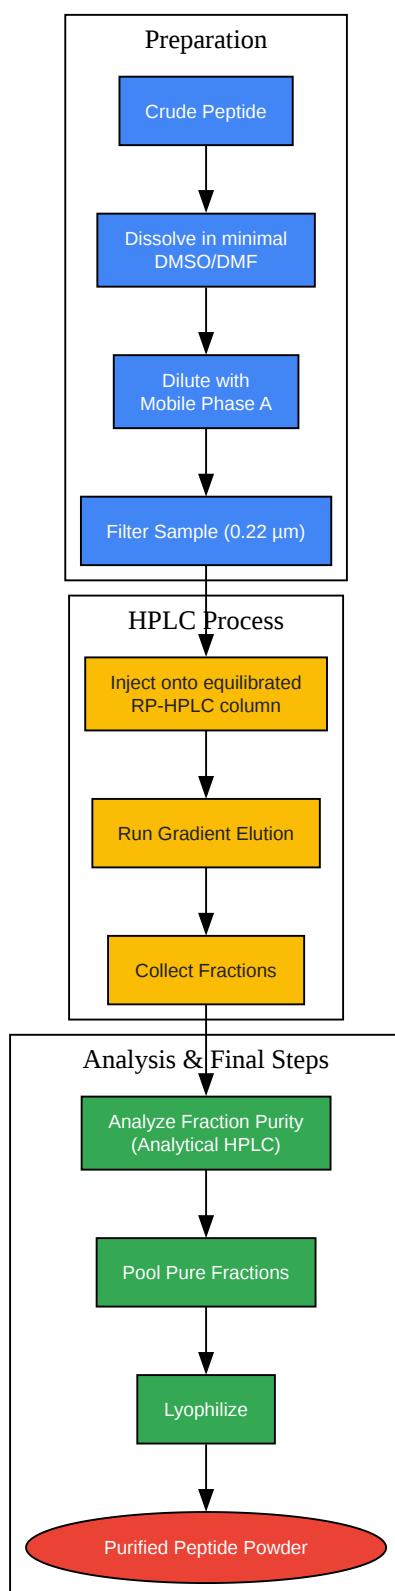 Preparation
Crude Peptide
Dissolve in minimal
DMSO/DMF
Dilute with
Mobile Phase A
Filter Sample (0.22 µm)
HPLC Process
Inject onto equilibrated
RP-HPLC column
Run Gradient Elution
Collect Fractions
Analysis & Final Steps
Analyze Fraction Purity
(Analytical HPLC)
Pool Pure Fractions
Lyophilize
Purified Peptide Powder